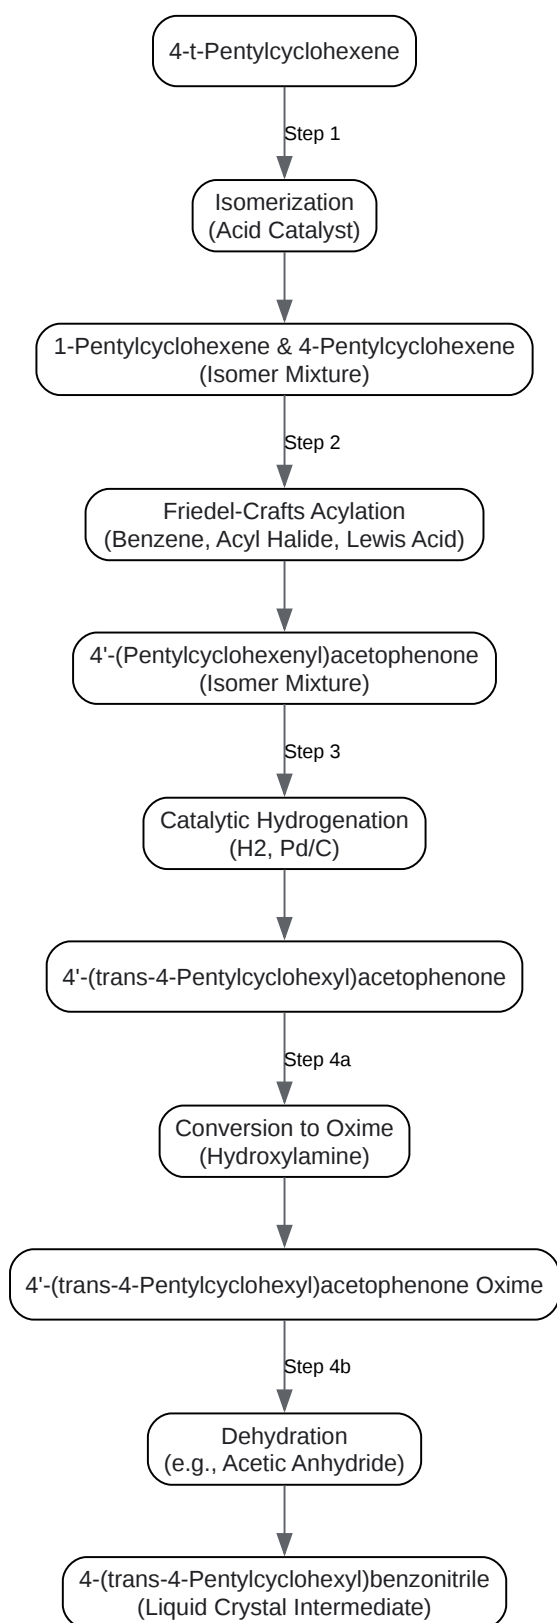 4-t-Pentylcyclohexene
Step 1
Isomerization
(Acid Catalyst)
1-Pentylcyclohexene & 4-Pentylcyclohexene
(Isomer Mixture)
Step 2
Friedel-Crafts Acylation
(Benzene, Acyl Halide, Lewis Acid)
4'-(Pentylcyclohexenyl)acetophenone
(Isomer Mixture)
Step 3
Catalytic Hydrogenation
(H2, Pd/C)
4'-(trans-4-Pentylcyclohexyl)acetophenone
Step 4a
Conversion to Oxime
(Hydroxylamine)
4'-(trans-4-Pentylcyclohexyl)acetophenone Oxime
Step 4b
Dehydration
(e.g., Acetic Anhydride)
4-(trans-4-Pentylcyclohexyl)benzonitrile
(Liquid Crystal Intermediate)